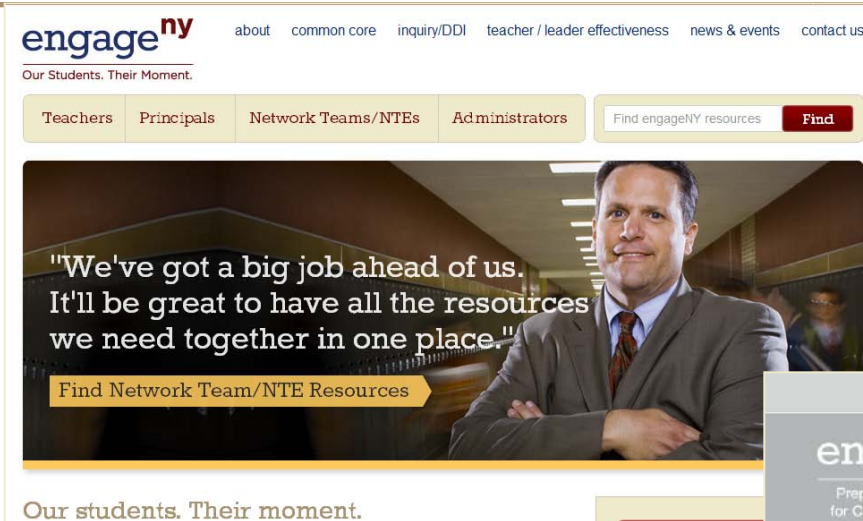 engageny
Our Students. Their Moment.
about common core inquiry/DDI teacher / leader effectiveness news & events contact us
Teachers Principals Network Teams/NTEs Administrators
Find engageNY resources Find
"We've got a big job ahead of us.
It'll be great to have all the resources
we need together in one place."
Find Network Team/NTE Resources
en
Prep
for C
Our students. Their moment.